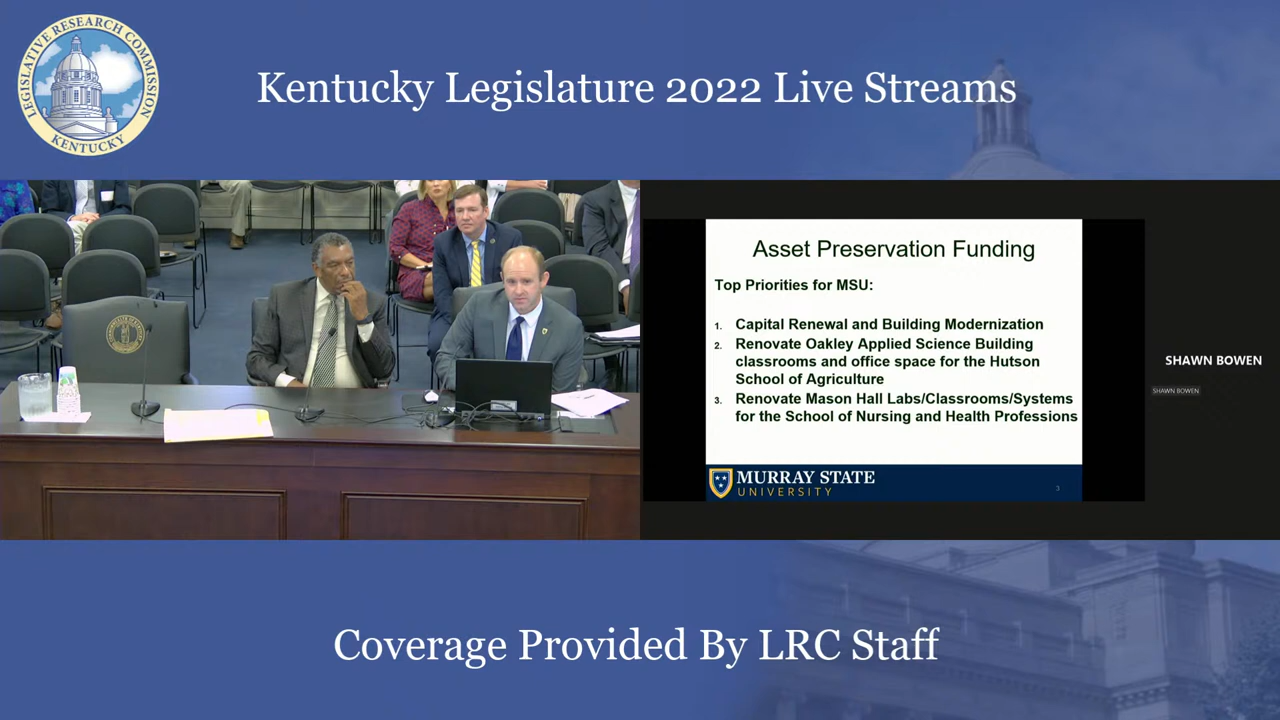 LEGISLATIVE RESEARCH COMMISSION
KENTUCKY
Kentucky Legislature 2022 Live Streams
Asset Preservation Funding
Top Priorities for MSU:
1. Capital Renewal and Building Modernization
2. Renovate Oakley Applied Science Building
classrooms and office space for the Hutson
School of Agriculture
3. Renovate Mason Hall Labs/Classrooms/Systems
for the School of Nursing and Health Professions
MURRAY STATE
UNIVERSITY
3
SHAWN BOWEN
SHAWN BOWEN
Coverage Provided By LRC Staff